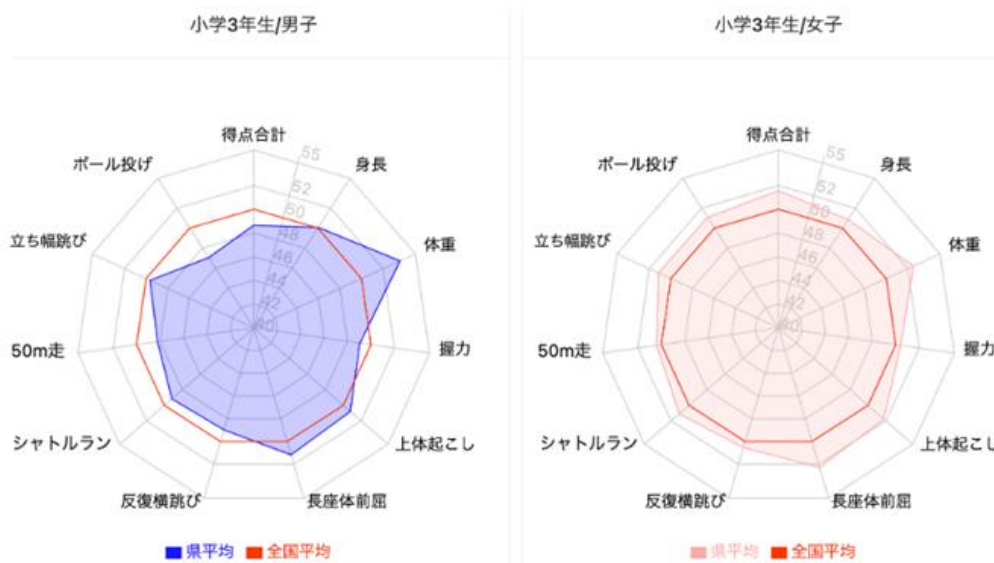 小学3年生/男子
得点合計
身長
体重
握力
上体起こし
長座体前屈
反復横跳び
シャトルラン
50m走
立ち幅跳び
ボール投げ
55
52
50
48
46
44
42
40
県平均 全国平均
小学3年生/女子
得点合計
身長
体重
握力
上体起こし
長座体前屈
反復横跳び
シャトルラン
50m走
立ち幅跳び
ボール投げ
55
52
50
48
46
44
42
40
県平均 全国平均